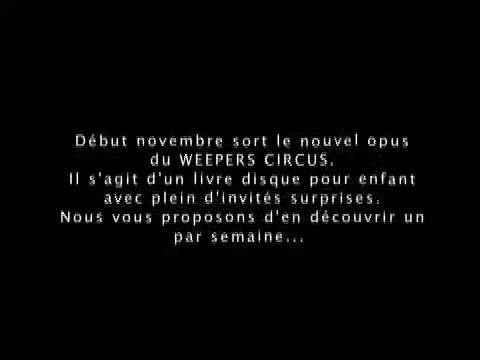 Début novembre sort le nouvel opus
du WEEPERS CIRCUS.
Il s'agit d'un livre disque pour enfant
avec plein d'invités surprises.
Nous vous proposons d'en découvrir un
par semaine...